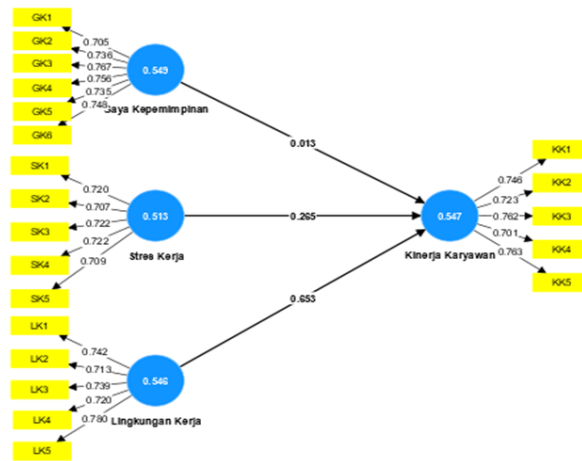 GK1
GK2
GK3
GK4
GK5
GK6
0.705
0.736
0.767
0.756
0.735
0.748
0.549
Gaya Kepemimpinan
0.013
SK1
SK2
SK3
SK4
SK5
0.720
0.707
0.722
0.722
0.709
0.513
Stres Kerja
0.265
LK1
LK2
LK3
LK4
LK5
0.742
0.713
0.739
0.720
0.780
0.546
Lingkungan Kerja
0.653
0.547
Kinerja Karyawan
0.746
0.723
0.762
0.701
0.763
KK1
KK2
KK3
KK4
KK5